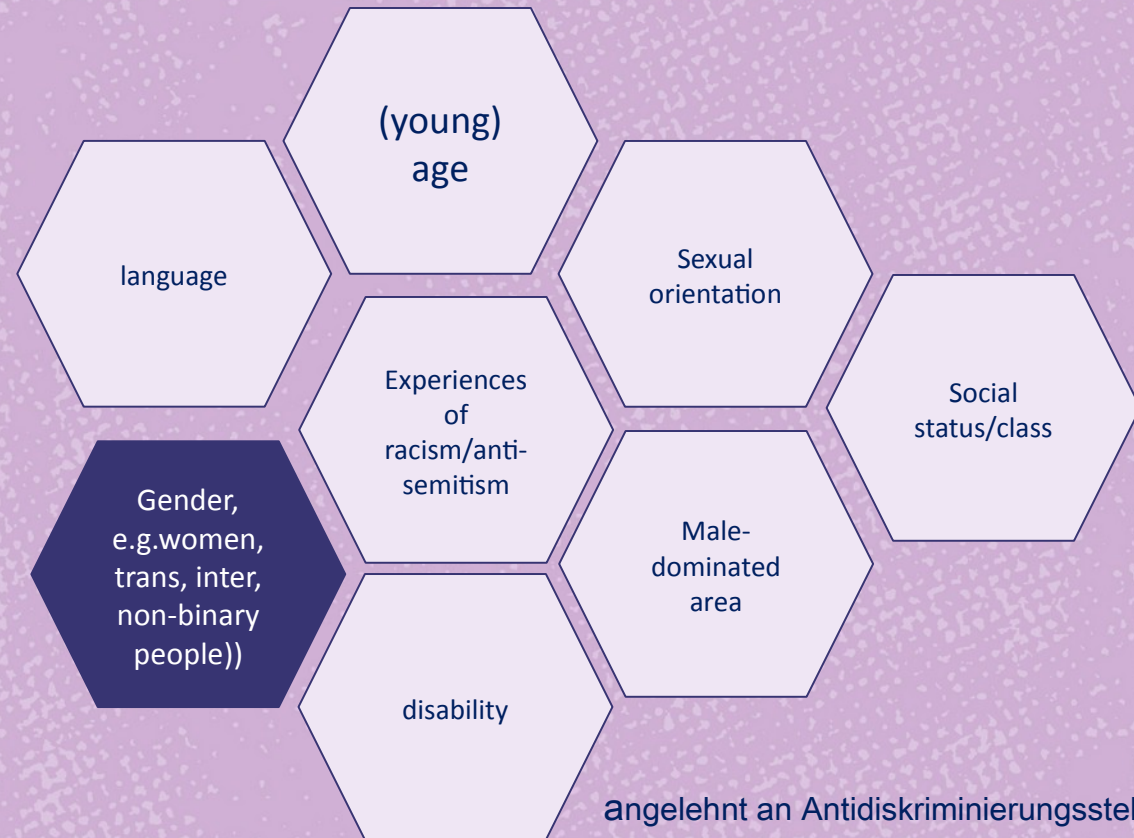 (young)
age
language
Sexual
orientation
Experiences
of
racism/anti-
semitism
Social
status/class
Gender,
e.g.women,
trans, inter,
non-binary
people))
Male-
dominated
area
disability
angelehnt an